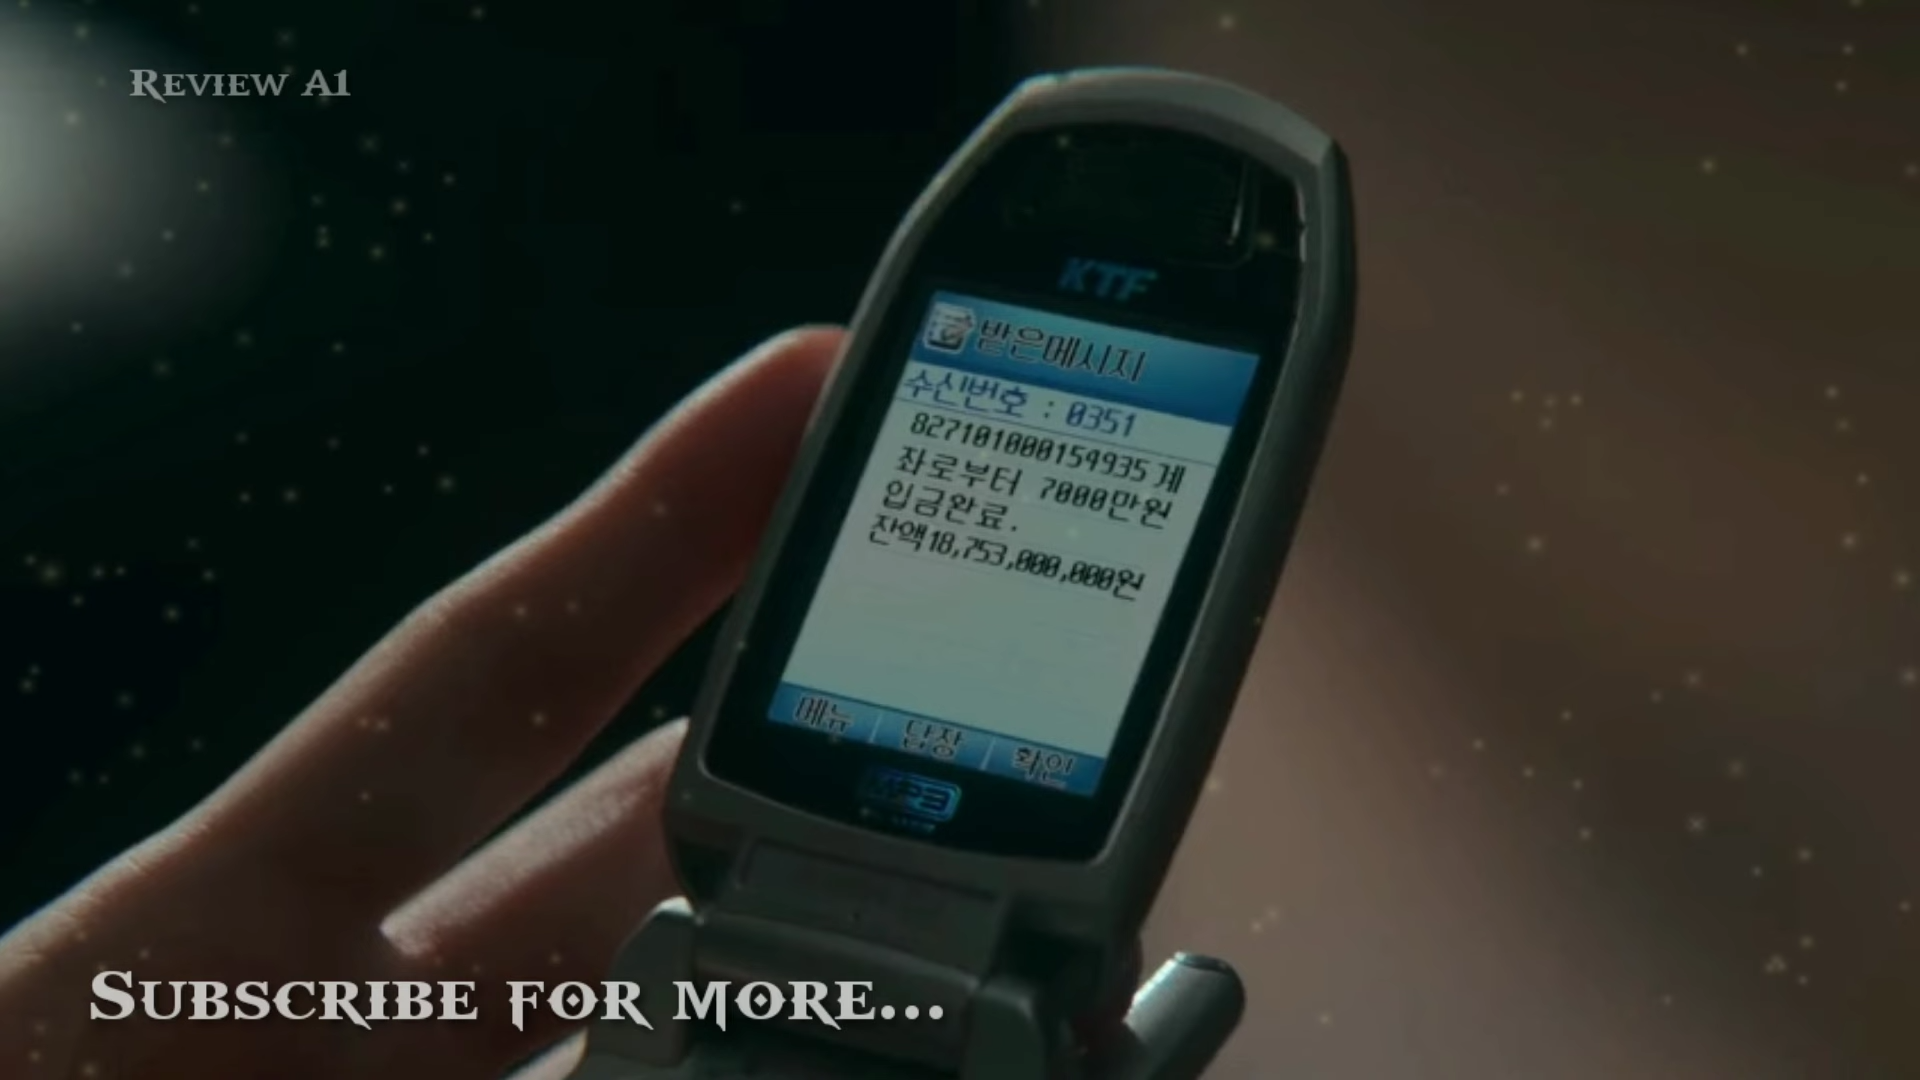 Review A1
KTF
받은메시지
수신번호 : 0351
827101000159935계
좌로부터 7000만원
입금완료.
잔액18,753,000,000원
메뉴 답장 확인
MP3
Subscribe for more...